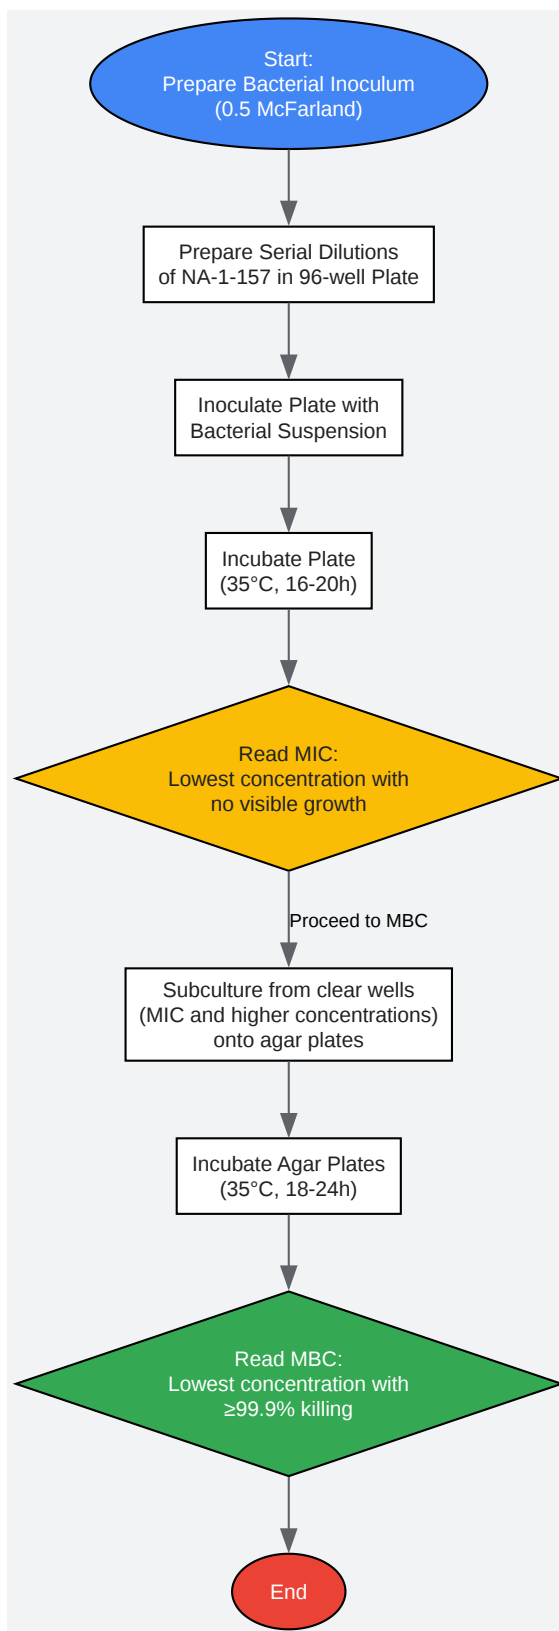 Start:
Prepare Bacterial Inoculum
(0.5 McFarland)
Prepare Serial Dilutions
of NA-1-157 in 96-well Plate
Inoculate Plate with
Bacterial Suspension
Incubate Plate
(35°C, 16-20h)
Read MIC:
Lowest concentration with
no visible growth
Proceed to MBC
Subculture from clear wells
(MIC and higher concentrations)
onto agar plates
Incubate Agar Plates
(35°C, 18-24h)
Read MBC:
Lowest concentration with
≥99.9% killing
End